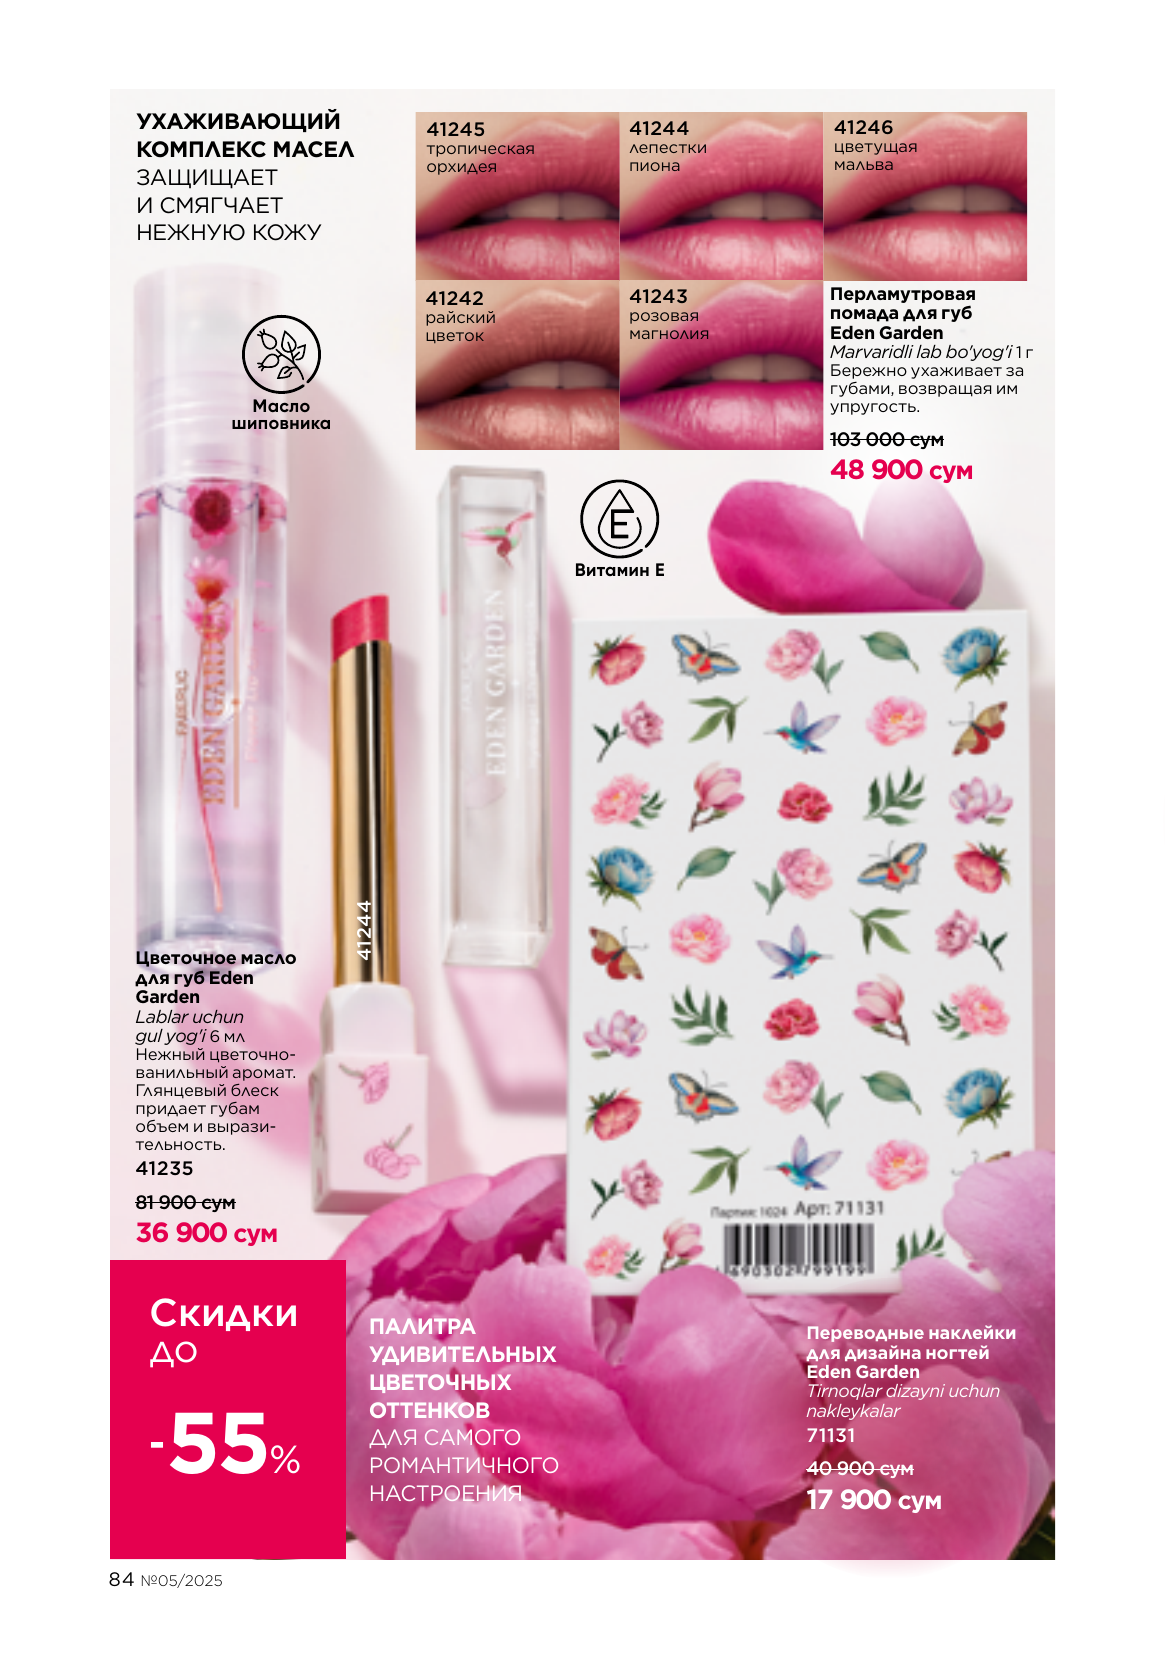 УХАЖИВАЮЩИЙ
КОМПЛЕКС МАСЕЛ
ЗАЩИЩАЕТ
И СМЯГЧАЕТ
НЕЖНУЮ КОЖУ
41245
тропическая
орхидея
41244
лепестки
пиона
41246
цветущая
мальва
41242
райский
цветок
41243
розовая
магнолия
Перламутровая
помада для губ
Eden Garden
Marvaridli lab bo'yog'i 1 г
Бережно ухаживает за
губами, возвращая им
упругость.
103 000 сум
48 900 сум
Масло
шиповника
E
Витамин Е
FABERLIC
EDEN GARDEN
EDEN GARDEN
41244
Цветочное масло
для губ Eden
Garden
Lablar uchun
gul yog'i 6 мл
Нежный цветочно-
ванильный аромат.
Глянцевый блеск
придает губам
объем и вырази-
тельность.
41235
81 900 сум
36 900 сум
Партия: 1024 Арт: 71131
4690302799199
Скидки
ДО
-55%
ПАЛИТРА
УДИВИТЕЛЬНЫХ
ЦВЕТОЧНЫХ
ОТТЕНКОВ
ДЛЯ САМОГО
РОМАНТИЧНОГО
НАСТРОЕНИЯ
Переводные наклейки
для дизайна ногтей
Eden Garden
Tirnoqlar dizayni uchun
nakleykalar
71131
40 900 сум
17 900 сум
84 №05/2025